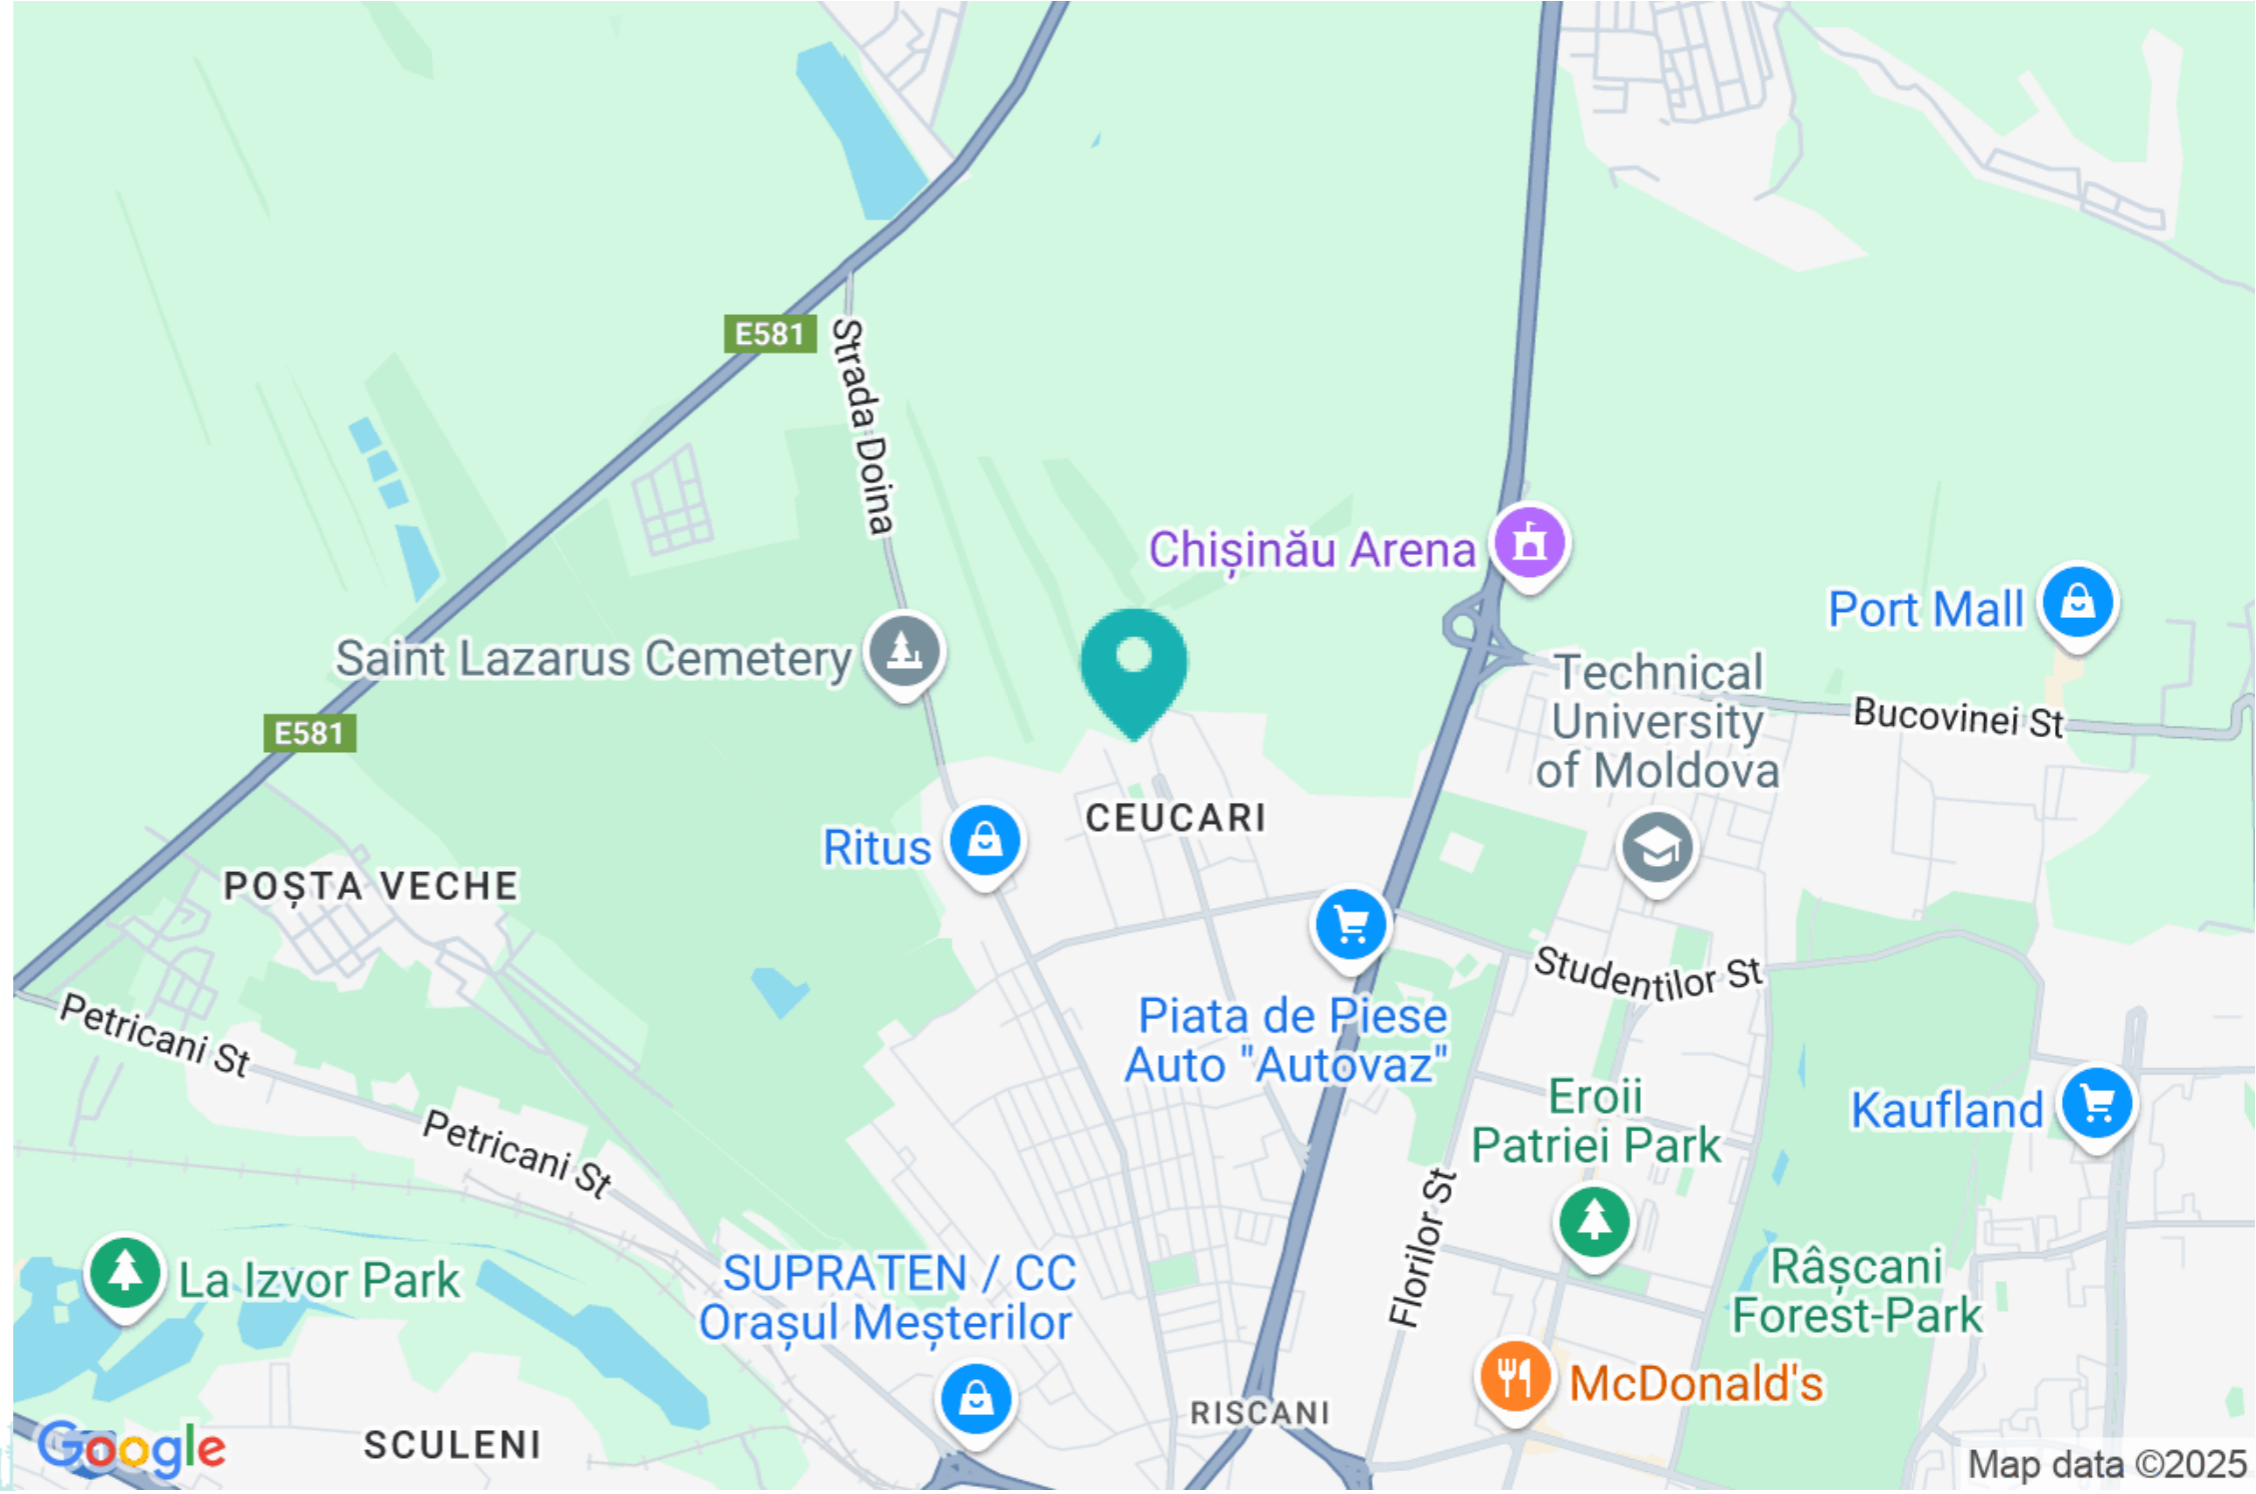 E581
Strada Doina
Chișinău Arena
Port Mall
Saint Lazarus Cemetery
Technical
University
of Moldova
Bucovinei St
E581
CEUCARI
Ritus
POȘTA VECHE
Studentilor St
Petricani St
Piata de Piese
Auto "Autovaz"
Eroii
Patriei Park
Kaufland
Petricani St
Florilor St
La Izvor Park
SUPRATEN / CC
Orașul Meșterilor
Râșcani
Forest-Park
McDonald's
RISCANI
SCULENI
Google
Map data ©2025